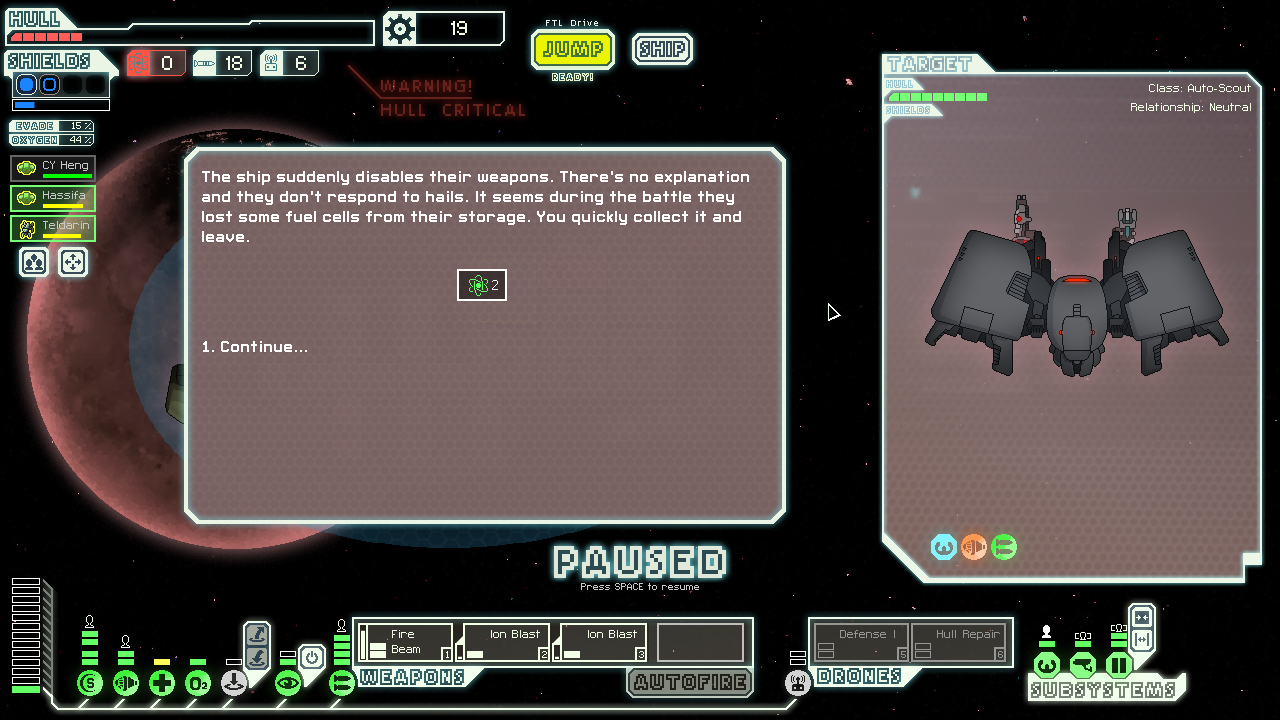 HULL
19
FTL Drive
JUMP
READY!
SHIP
SHIELDS
0
18
6
WARNING!
HULL CRITICAL
EVADE 15%
OXYGEN 44%
CY Heng
Hassifa
Teldarin
The ship suddenly disables their weapons. There's no explanation
and they don't respond to hails. It seems during the battle they
lost some fuel cells from their storage. You quickly collect it and
leave.
2
1. Continue...
TARGET
HULL
SHIELDS
Class: Auto-Scout
Relationship: Neutral
PAUSED
Press SPACE to resume
Fire
Beam
1
Ion Blast
2
Ion Blast
3
WEAPONS
AUTOFIRE
Defense I
5
Hull Repair
6
DRONES
SUBSYSTEMS